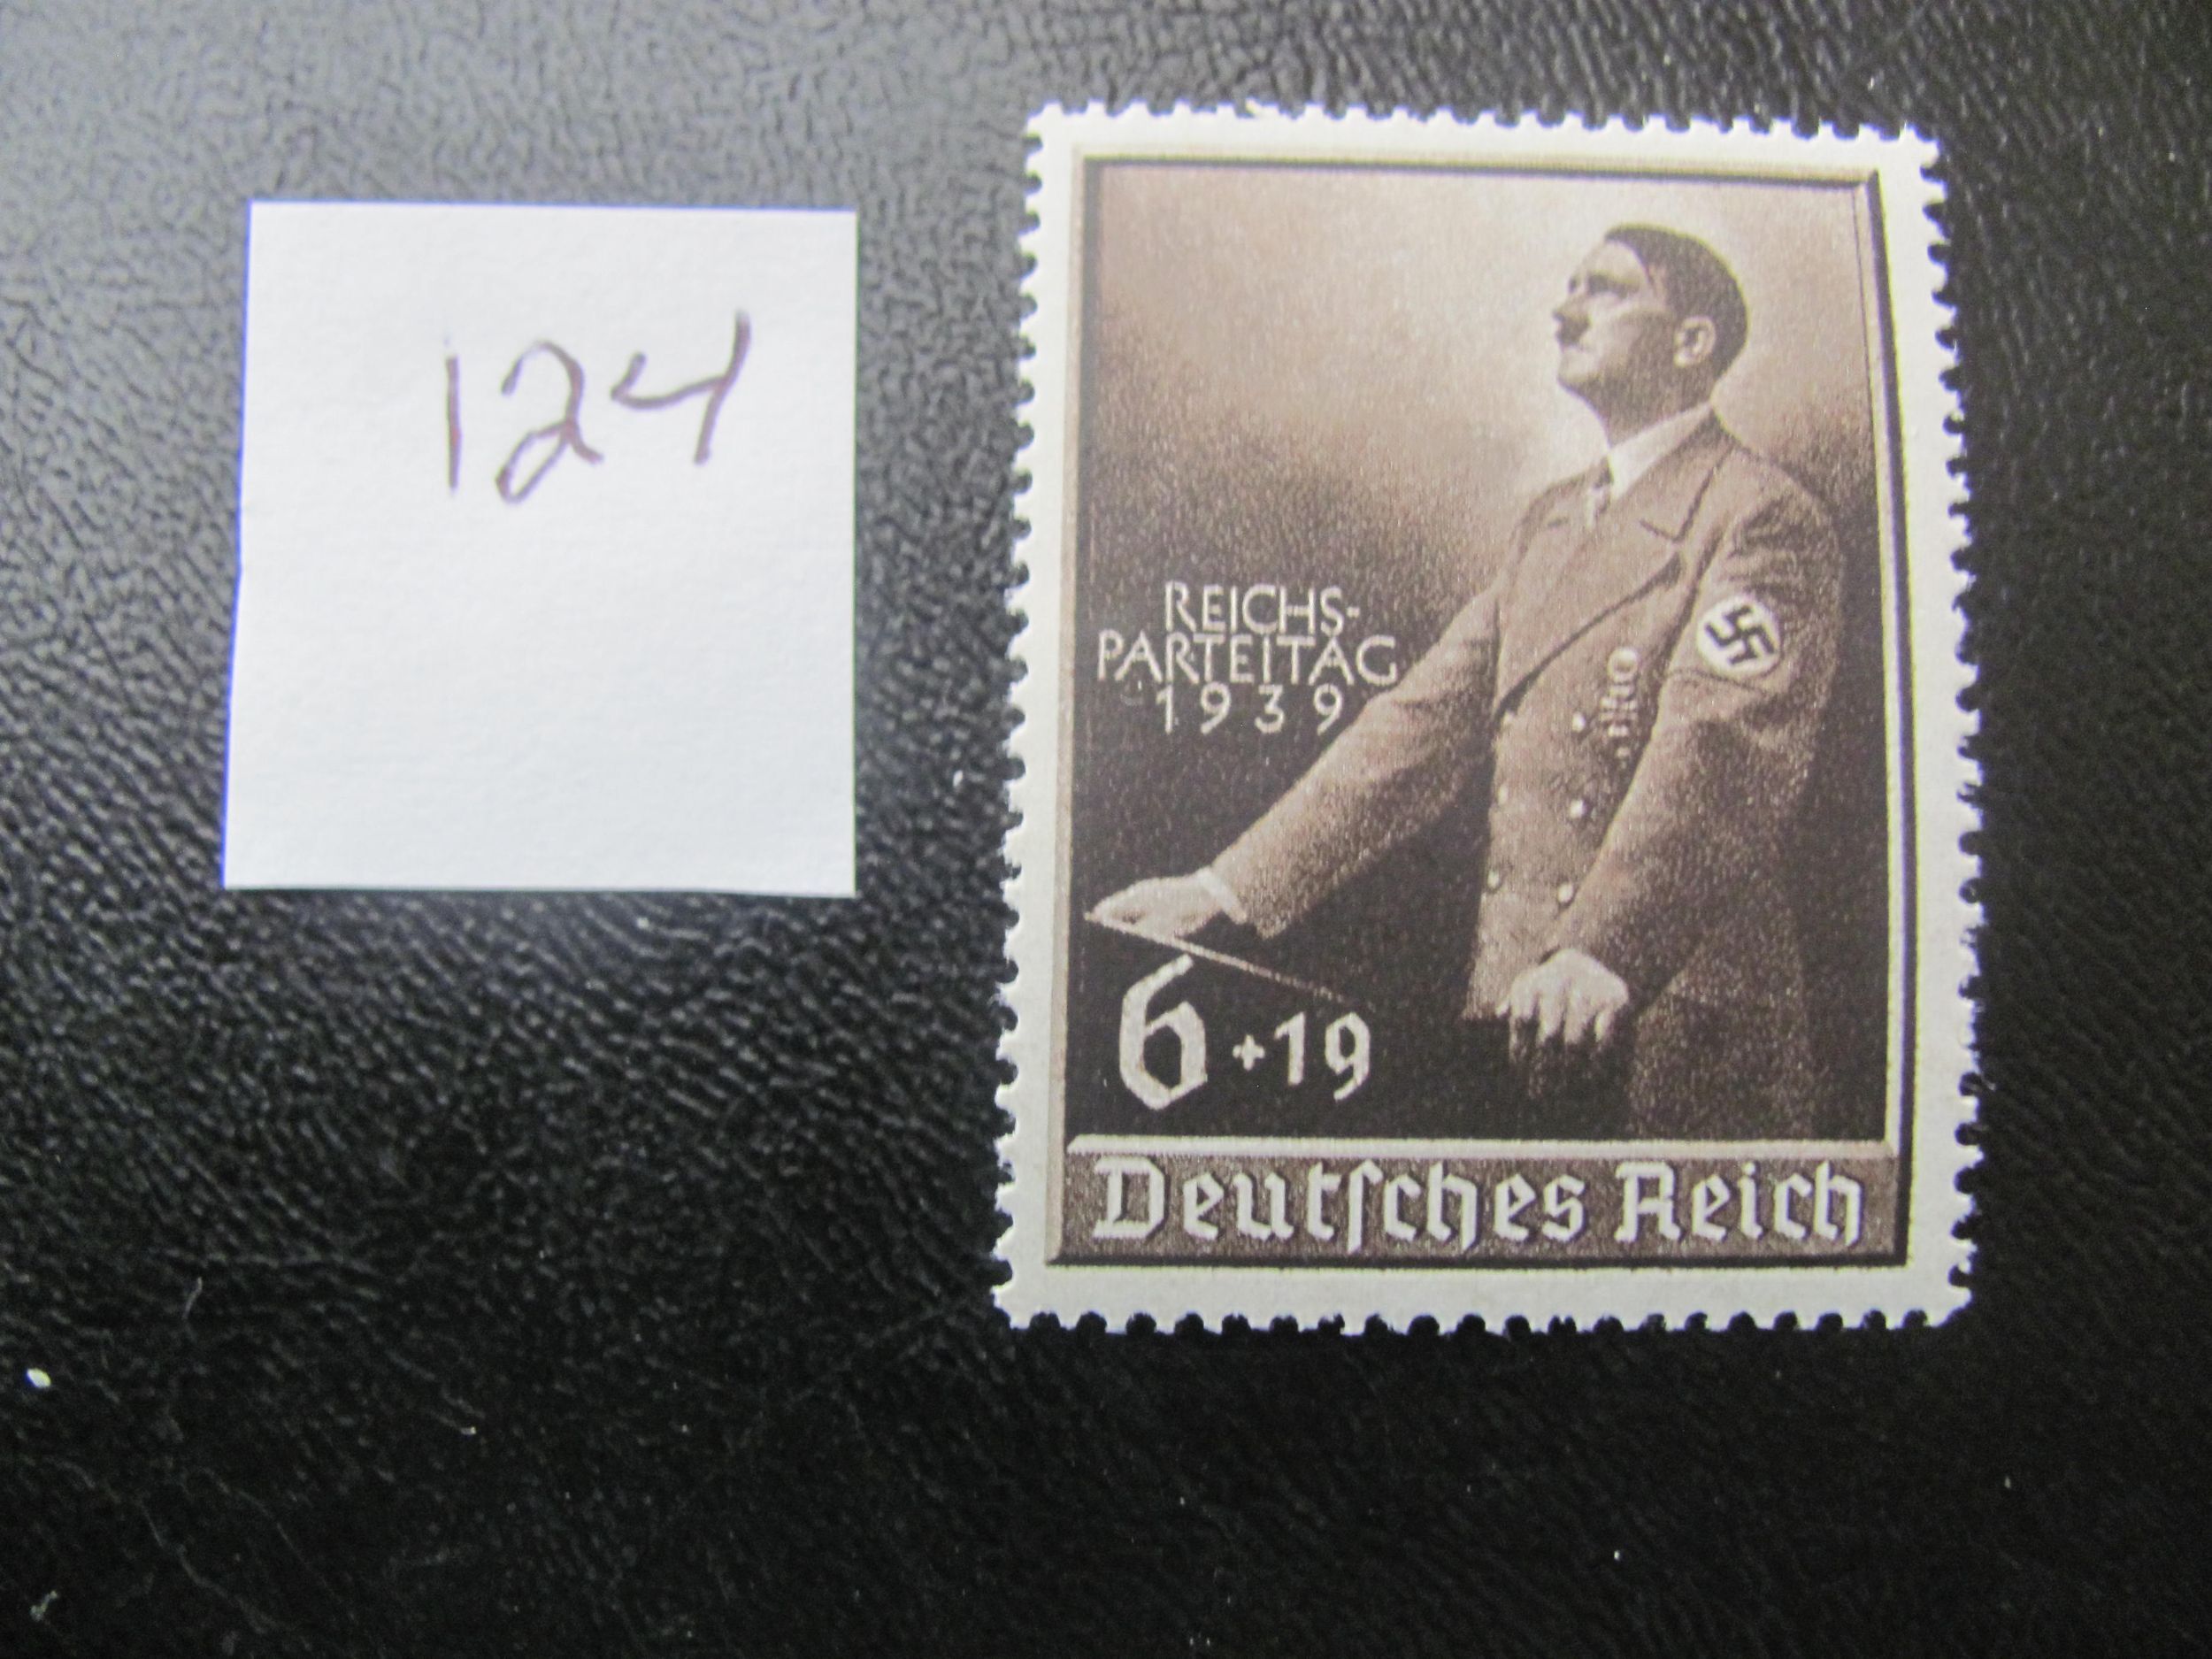 124
REICHS-
PARTEITAG
1939
6+19
Deutſches Reich